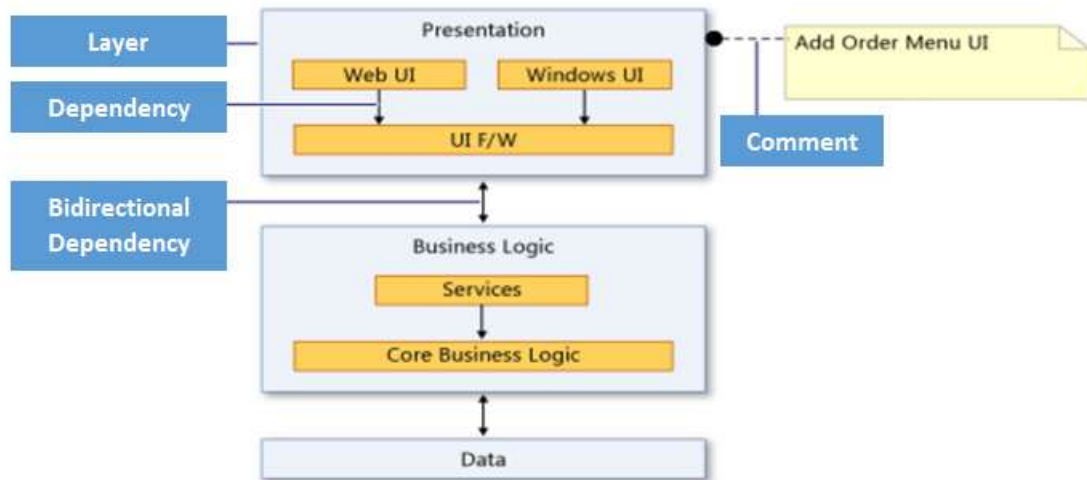 Layer
Presentation
Add Order Menu UI
Web UI
Windows UI
Dependency
UI F/W
Comment
Bidirectional
Dependency
Business Logic
Services
Core Business Logic
Data